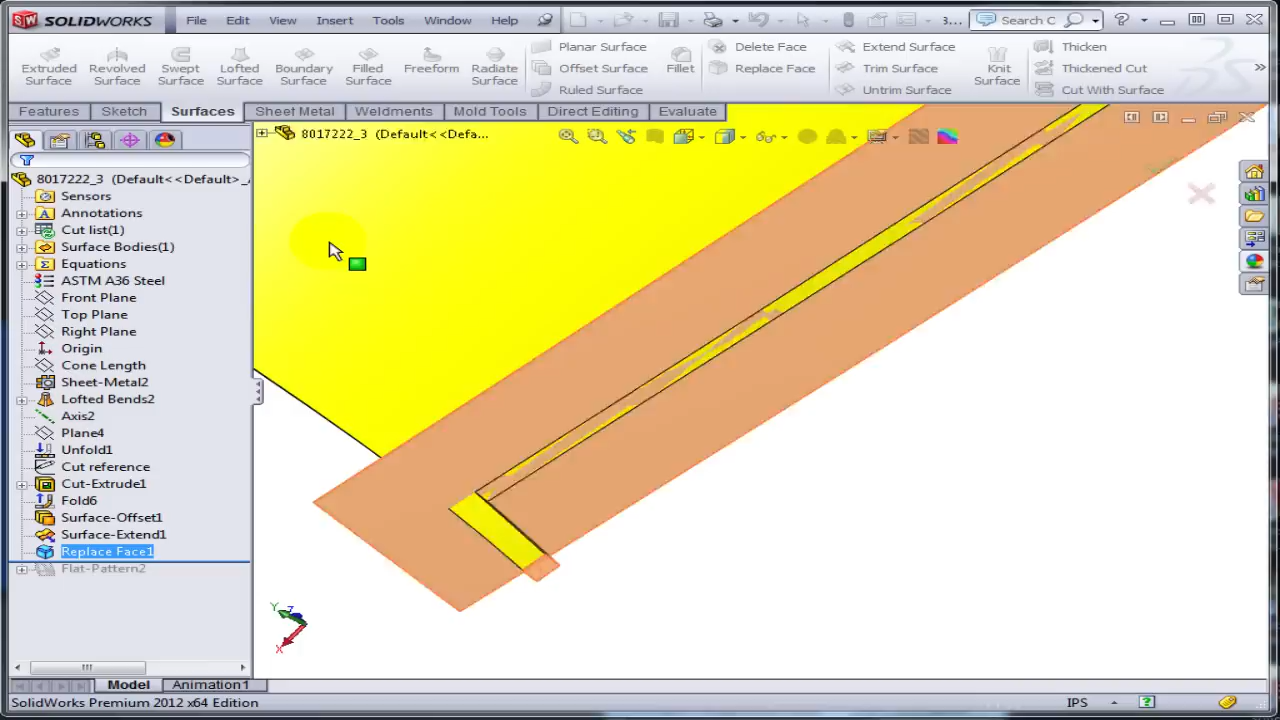 SOLIDWORKS File Edit View Insert Tools Window Help 3... Search C
Extruded Surface Revolved Surface Swept Surface Lofted Surface Boundary Surface Filled Surface Freeform Radiate Surface
Planar Surface
Offset Surface
Ruled Surface
Fillet
Delete Face
Replace Face
Extend Surface
Trim Surface
Untrim Surface
Knit Surface
Thicken
Thickened Cut
Cut With Surface
Features Sketch Surfaces Sheet Metal Weldments Mold Tools Direct Editing Evaluate
8017222_3 (Default<<Defa...
8017222_3 (Default<<Default>_
Sensors
Annotations
Cut list(1)
Surface Bodies(1)
Equations
ASTM A36 Steel
Front Plane
Top Plane
Right Plane
Origin
Cone Length
Sheet-Metal2
Lofted Bends2
Axis2
Plane4
Unfold1
Cut reference
Cut-Extrude1
Fold6
Surface-Offset1
Surface-Extend1
Replace Face1
Flat-Pattern2
Y Z
X
Model Animation1
SolidWorks Premium 2012 x64 Edition IPS